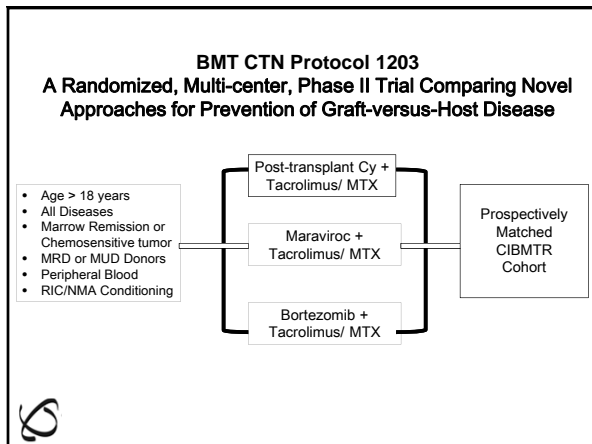 BMT CTN Protocol 1203
A Randomized, Multi-center, Phase II Trial Comparing Novel
Approaches for Prevention of Graft-versus-Host Disease
• Age > 18 years
• All Diseases
• Marrow Remission or
Chemosensitive tumor
• MRD or MUD Donors
• Peripheral Blood
• RIC/NMA Conditioning
Post-transplant Cy +
Tacrolimus/ MTX
Maraviroc +
Tacrolimus/ MTX
Bortezomib +
Tacrolimus/ MTX
Prospectively
Matched
CIBMTR
Cohort